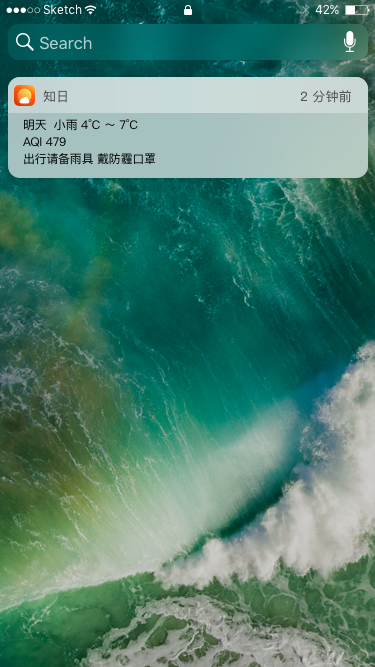 Sketch 42%
Search
知日 2 分钟前
明天 小雨 4℃ ～ 7℃
AQI 479
出行请备雨具 戴防霾口罩